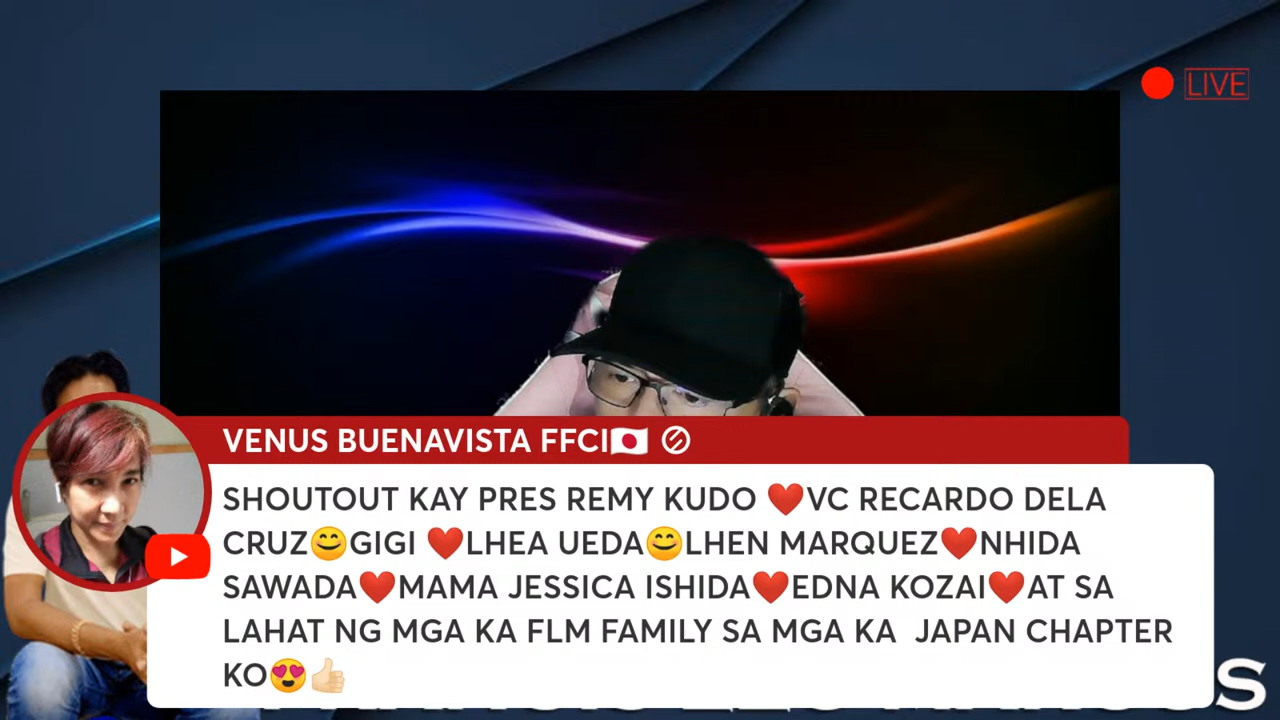 LIVE
VENUS BUENAVISTA FFCI🇯🇵
SHOUTOUT KAY PRES REMY KUDO ❤️VC RECARDO DELA
CRUZ😊GIGI ❤️LHEA UEDA😊LHEN MARQUEZ❤️NHIDA
SAWADA❤️MAMA JESSICA ISHIDA❤️EDNA KOZAI❤️AT SA
LAHAT NG MGA KA FLM FAMILY SA MGA KA  JAPAN CHAPTER
KO😍👍🏻